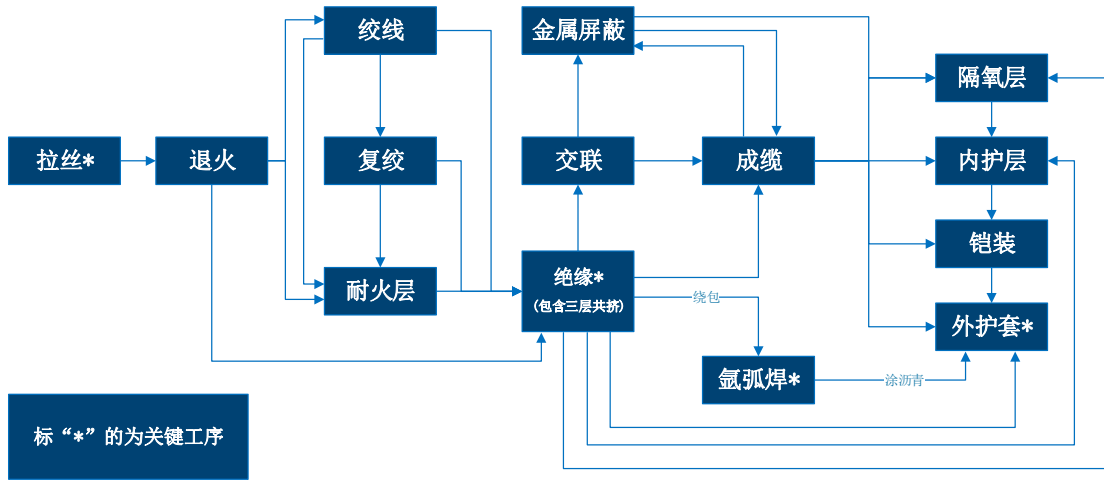 绞线
金属屏蔽
隔氧层
拉丝*
退火
复绞
交联
成缆
内护层
铠装
耐火层
绝缘*
(包含三层共挤)
绕包
外护套*
氩弧焊*
涂沥青
标“*”的为关键工序